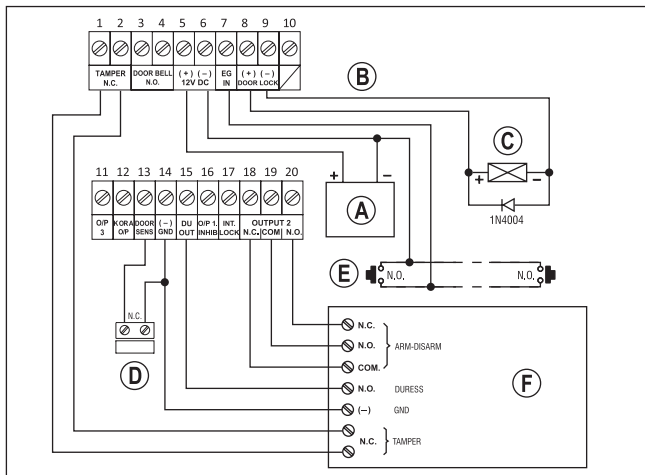 1 2 3 4 5 6 7 8 9 10
TAMPER N.C. DOOR BELL N.O. (+) (–) 12V DC EG IN (+) (–) DOOR LOCK
B
C
+ –
1N4004
+ –
A
11 12 13 14 15 16 17 18 19 20
O/P 3 KORA O/P DOOR SENS (–) GND DU OUT O/P 1. INHIB INT. LOCK OUTPUT 2 N.C. COM N.O.
E N.O. N.O.
N.C.
D
N.C.
N.O. ARM-DISARM
COM.
F
N.O. DURESS
(–) GND
N.C. TAMPER